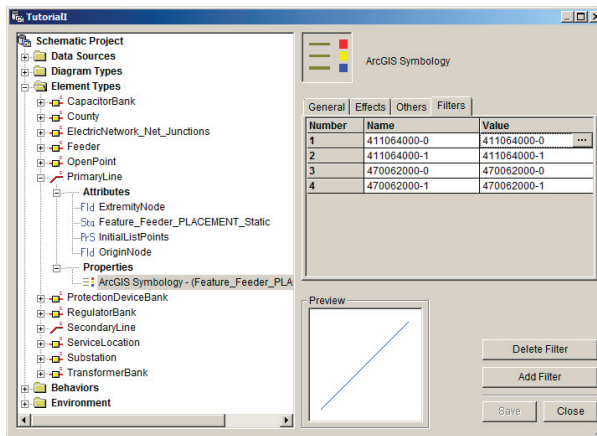 TutorialI
Schematic Project
Data Sources
Diagram Types
Element Types
CapacitorBank
County
ElectricNetwork_Net_Junctions
Feeder
OpenPoint
PrimaryLine
Attributes
Fld ExtremityNode
Sta Feature_Feeder_PLACEMENT_Static
PrS InitialListPoints
Fld OriginNode
Properties
ArcGIS Symbology - (Feature_Feeder_PLA
ProtectionDeviceBank
RegulatorBank
SecondaryLine
ServiceLocation
Substation
TransformerBank
Behaviors
Environment
ArcGIS Symbology
General Effects Others Filters
Number Name Value
1 411064000-0 411064000-0 ...
2 411064000-1 411064000-1
3 470062000-0 470062000-0
4 470062000-1 470062000-1
Preview
Delete Filter
Add Filter
Save Close